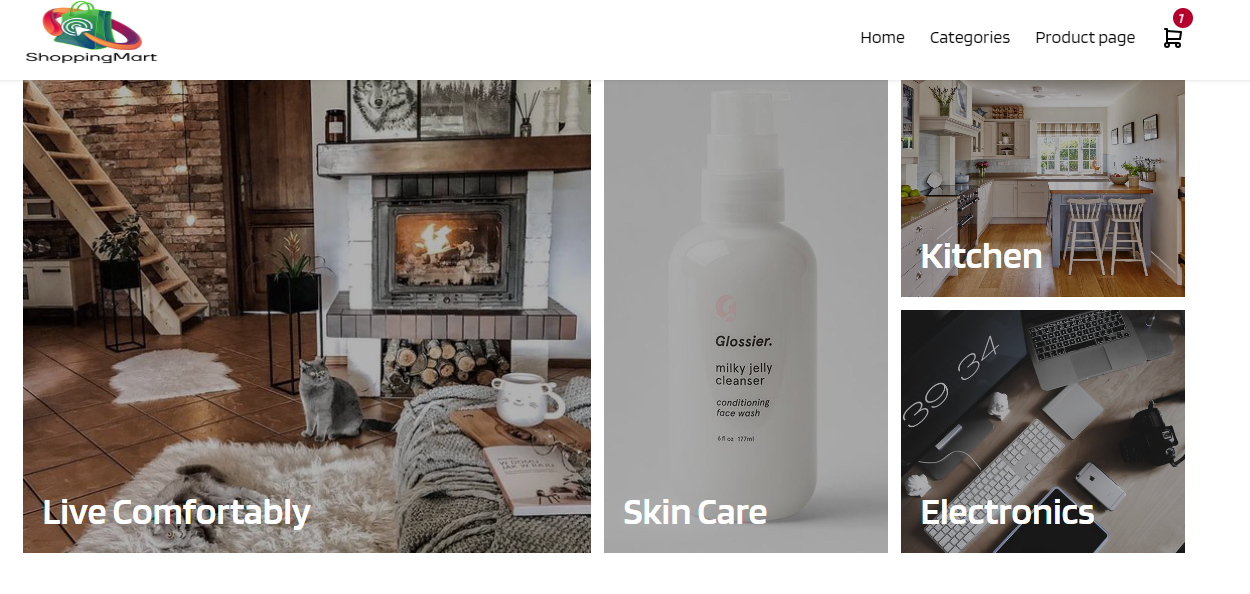 ShoppingMart
Home
Categories
Product page
7
Live Comfortably
Glossier.
milky jelly
cleanser
conditioning
face wash
6 fl oz 177ml
Skin Care
Kitchen
39 34
Electronics